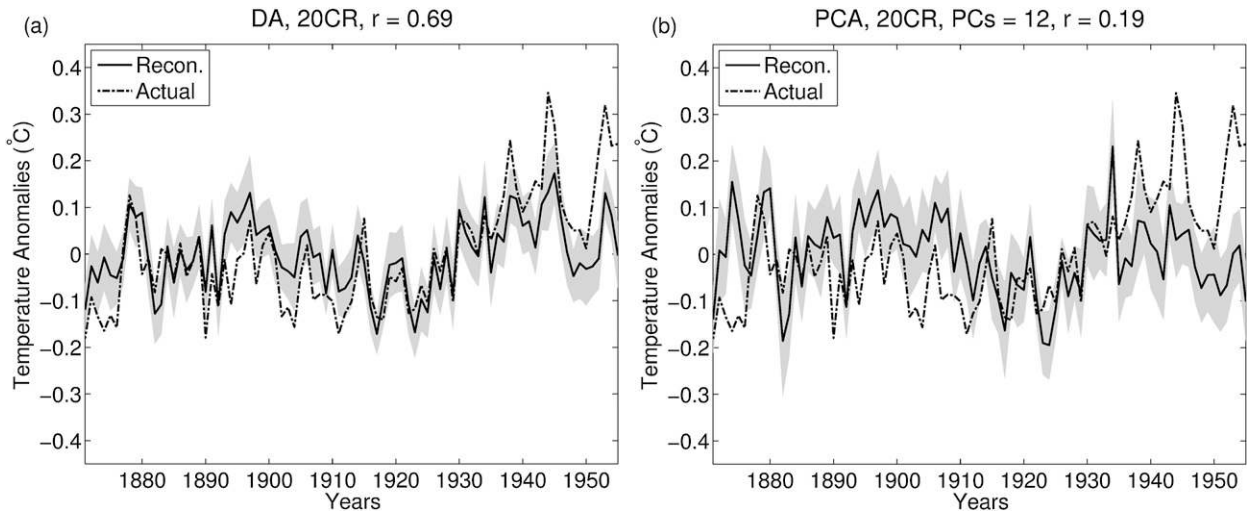 (a)
DA, 20CR, r = 0.69
Recon.
Actual
Temperature Anomalies (°C)
0.4
0.3
0.2
0.1
0
−0.1
−0.2
−0.3
−0.4
1880 1890 1900 1910 1920 1930 1940 1950
Years
(b)
PCA, 20CR, PCs = 12, r = 0.19
Recon.
Actual
Temperature Anomalies (°C)
0.4
0.3
0.2
0.1
0
−0.1
−0.2
−0.3
−0.4
1880 1890 1900 1910 1920 1930 1940 1950
Years